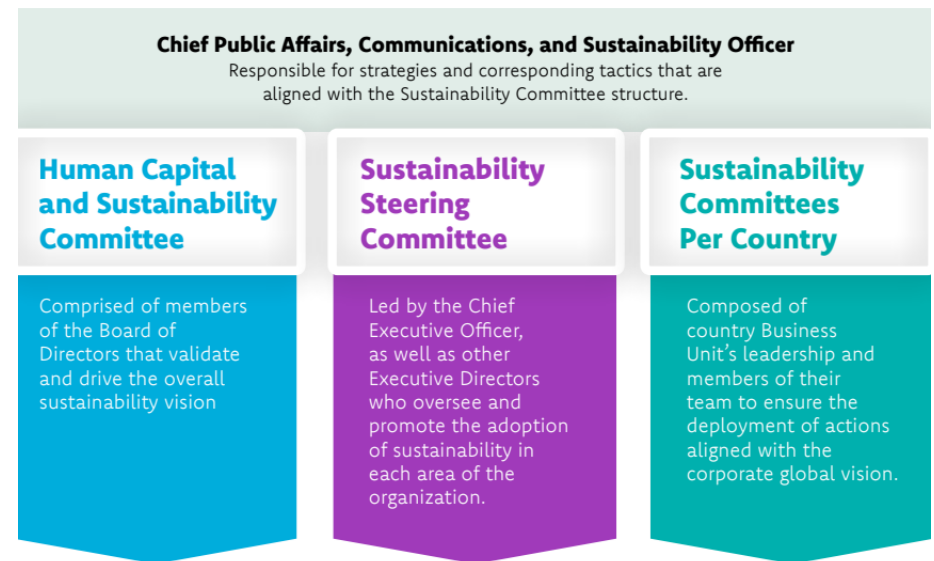 Chief Public Affairs, Communications, and Sustainability Officer
Responsible for strategies and corresponding tactics that are
aligned with the Sustainability Committee structure.
Human Capital
and Sustainability
Committee
Comprised of members
of the Board of
Directors that validate
and drive the overall
sustainability vision
Sustainability
Steering
Committee
Led by the Chief
Executive Officer,
as well as other
Executive Directors
who oversee and
promote the adoption
of sustainability in
each area of the
organization.
Sustainability
Committees
Per Country
Composed of
country Business
Unit’s leadership and
members of their
team to ensure the
deployment of actions
aligned with the
corporate global vision.